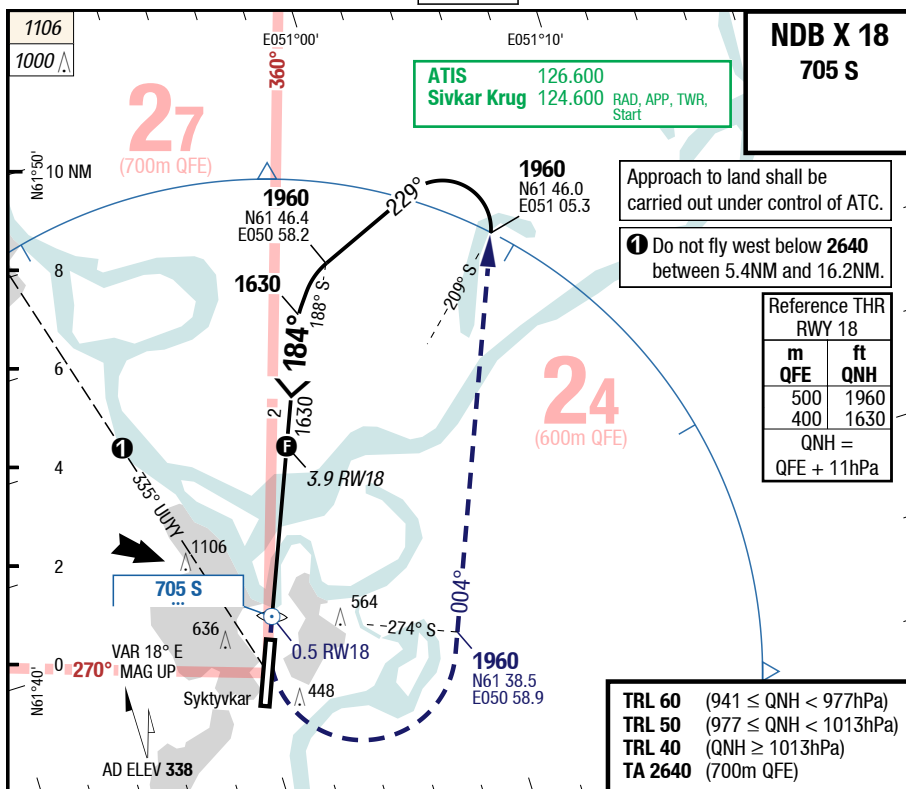 1106
1000
E051°00'
E051°10'
NDB X 18
705 S
ATIS 126.600
Sivkar Krug 124.600 RAD, APP, TWR,
Start
360°
27
(700m QFE)
N61°50'
10 NM
1960
N61 46.4
E050 58.2
229°
1960
N61 46.0
E051 05.3
Approach to land shall be
carried out under control of ATC.
1 Do not fly west below 2640
between 5.4NM and 16.2NM.
8
1630
188° S
184°
209° S
Reference THR
RWY 18
m ft
QFE QNH
500 1960
400 1630
QNH =
QFE + 11hPa
6
24
(600m QFE)
2
1630
1
F
4
3.9 RW18
335° UUYY
1106
2
705 S
564
004°
274° S
636
0.5 RW18
VAR 18° E
MAG UP
0
270°
1960
N61 38.5
E050 58.9
N61°40'
Syktyvkar
448
AD ELEV 338
TRL 60 (941 ≤ QNH < 977hPa)
TRL 50 (977 ≤ QNH < 1013hPa)
TRL 40 (QNH ≥ 1013hPa)
TA 2640 (700m QFE)